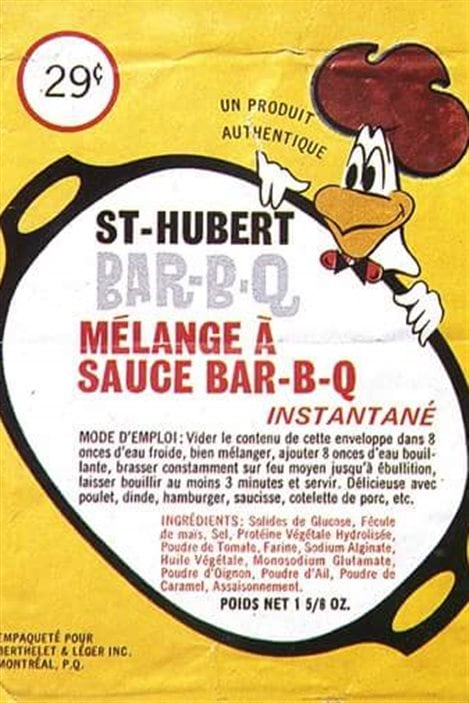 29¢
UN PRODUIT
AUTHENTIQUE
ST-HUBERT
BAR-B-Q
MÉLANGE À
SAUCE BAR-B-Q
INSTANTANÉ
MODE D'EMPLOI: Vider le contenu de cette enveloppe dans 8
onces d'eau froide, bien mélanger, ajouter 8 onces d'eau bouil-
lante, brasser constamment sur feu moyen jusqu'à ébullition,
laisser bouillir au moins 3 minutes et servir. Délicieuse avec
poulet, dinde, hamburger, saucisse, cotelette de porc, etc.
INGRÉDIENTS: Solides de Glucose, Fécule
de maïs, Sel, Protéine Végétale Hydrolisée,
Poudre de Tomate, Farine, Sodium Alginate,
Huile Végétale, Monosodium Glutamate,
Poudre d'Oignon, Poudre d'Ail, Poudre de
Caramel, Assaisonnement.
POIDS NET 1 5/8 OZ.
EMPAQUETÉ POUR
BERTHELET & LÉGER INC.
MONTRÉAL, P.Q.